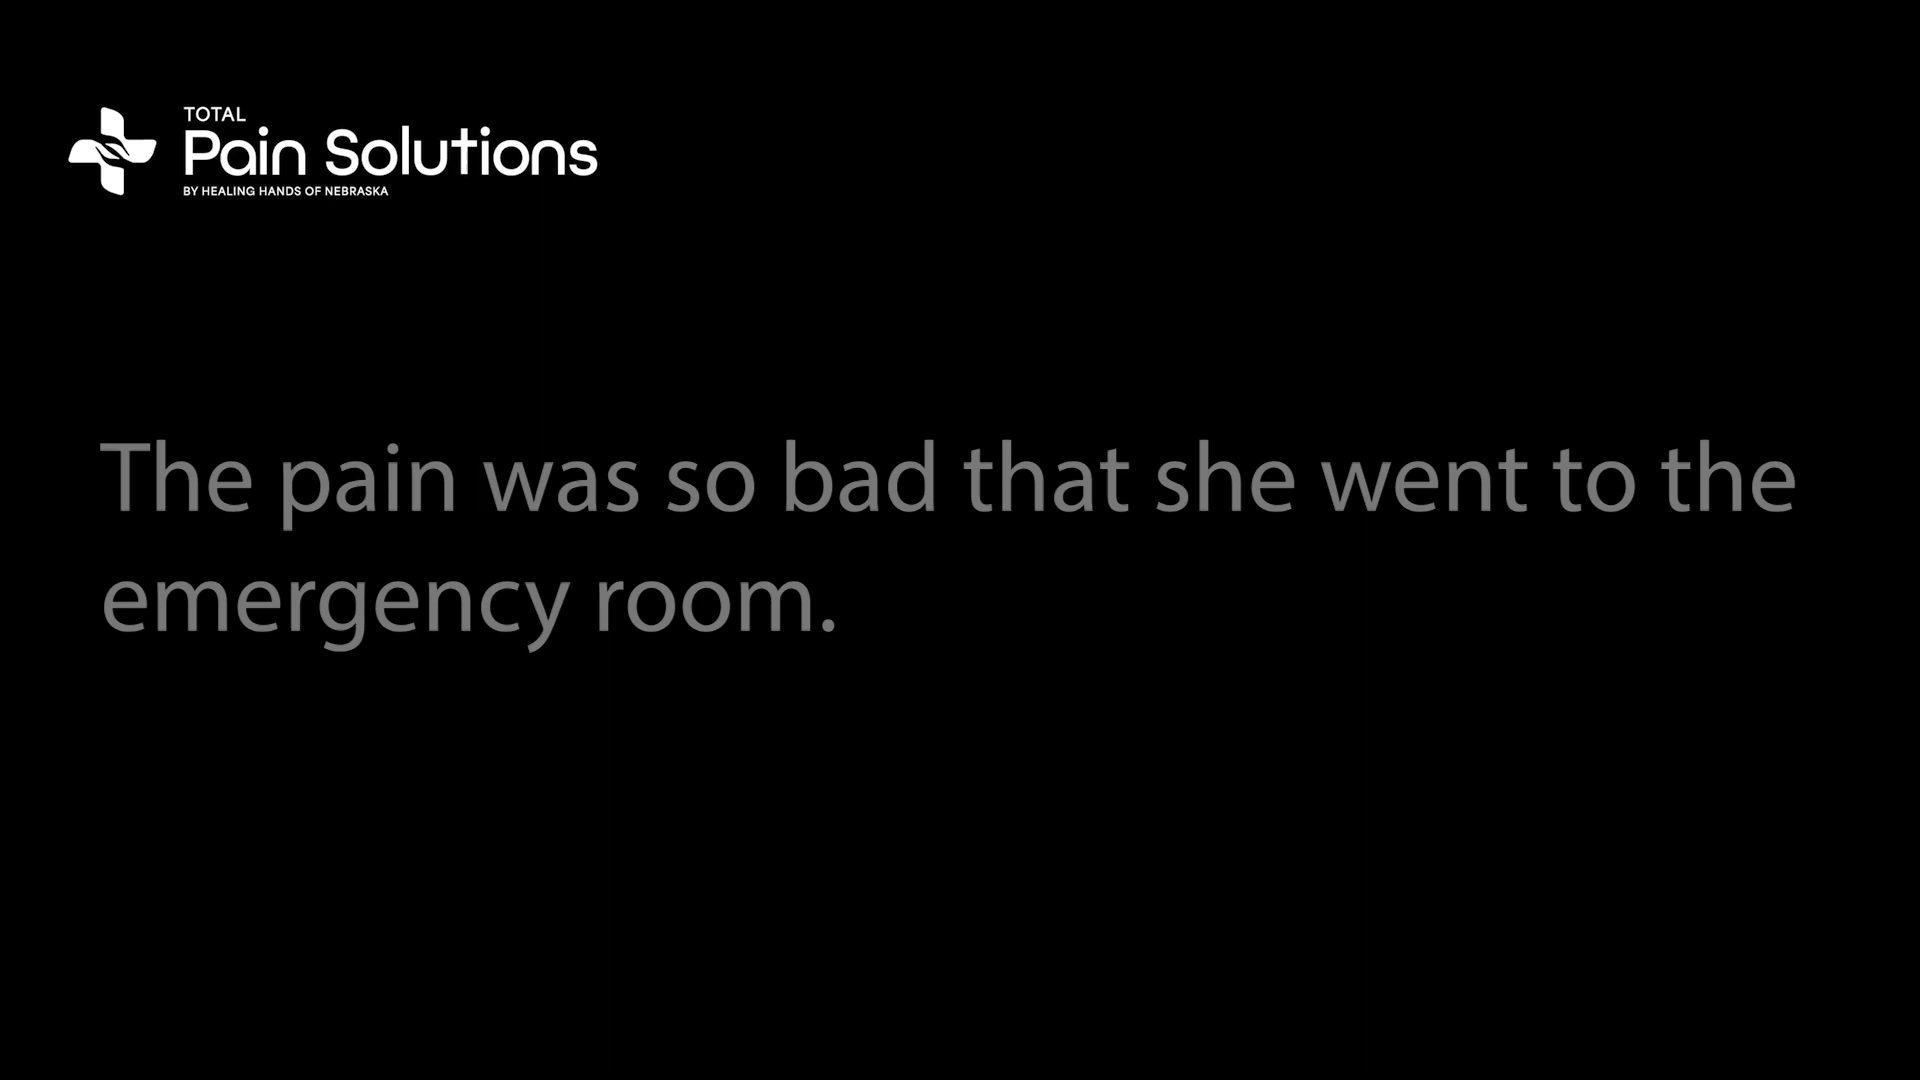 TOTAL
Pain Solutions
BY HEALING HANDS OF NEBRASKA
The pain was so bad that she went to the
emergency room.